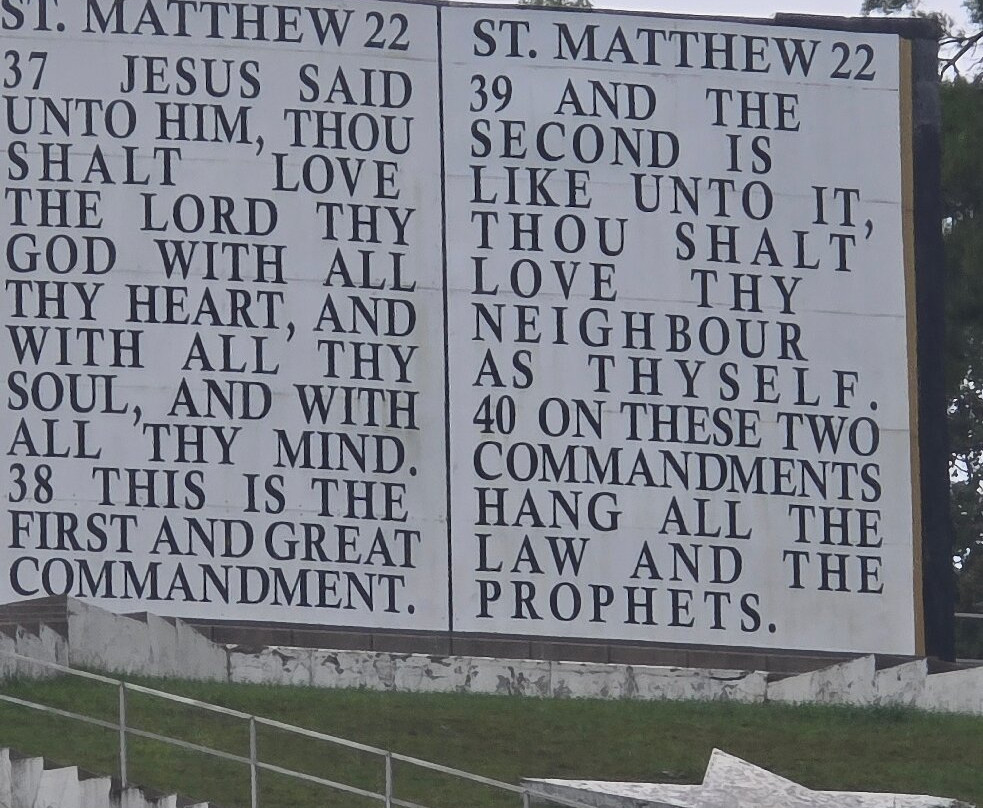 ST. MATTHEW 22
37 JESUS SAID
UNTO HIM, THOU
SHALT LOVE
THE LORD THY
GOD WITH ALL
THY HEART, AND
WITH ALL THY
SOUL, AND WITH
ALL THY MIND.
38 THIS IS THE
FIRST AND GREAT
COMMANDMENT.
ST. MATTHEW 22
39 AND THE
SECOND IS
LIKE UNTO IT,
THOU SHALT
LOVE THY
NEIGHBOUR
AS THYSELF.
40 ON THESE TWO
COMMANDMENTS
HANG ALL THE
LAW AND THE
PROPHETS.